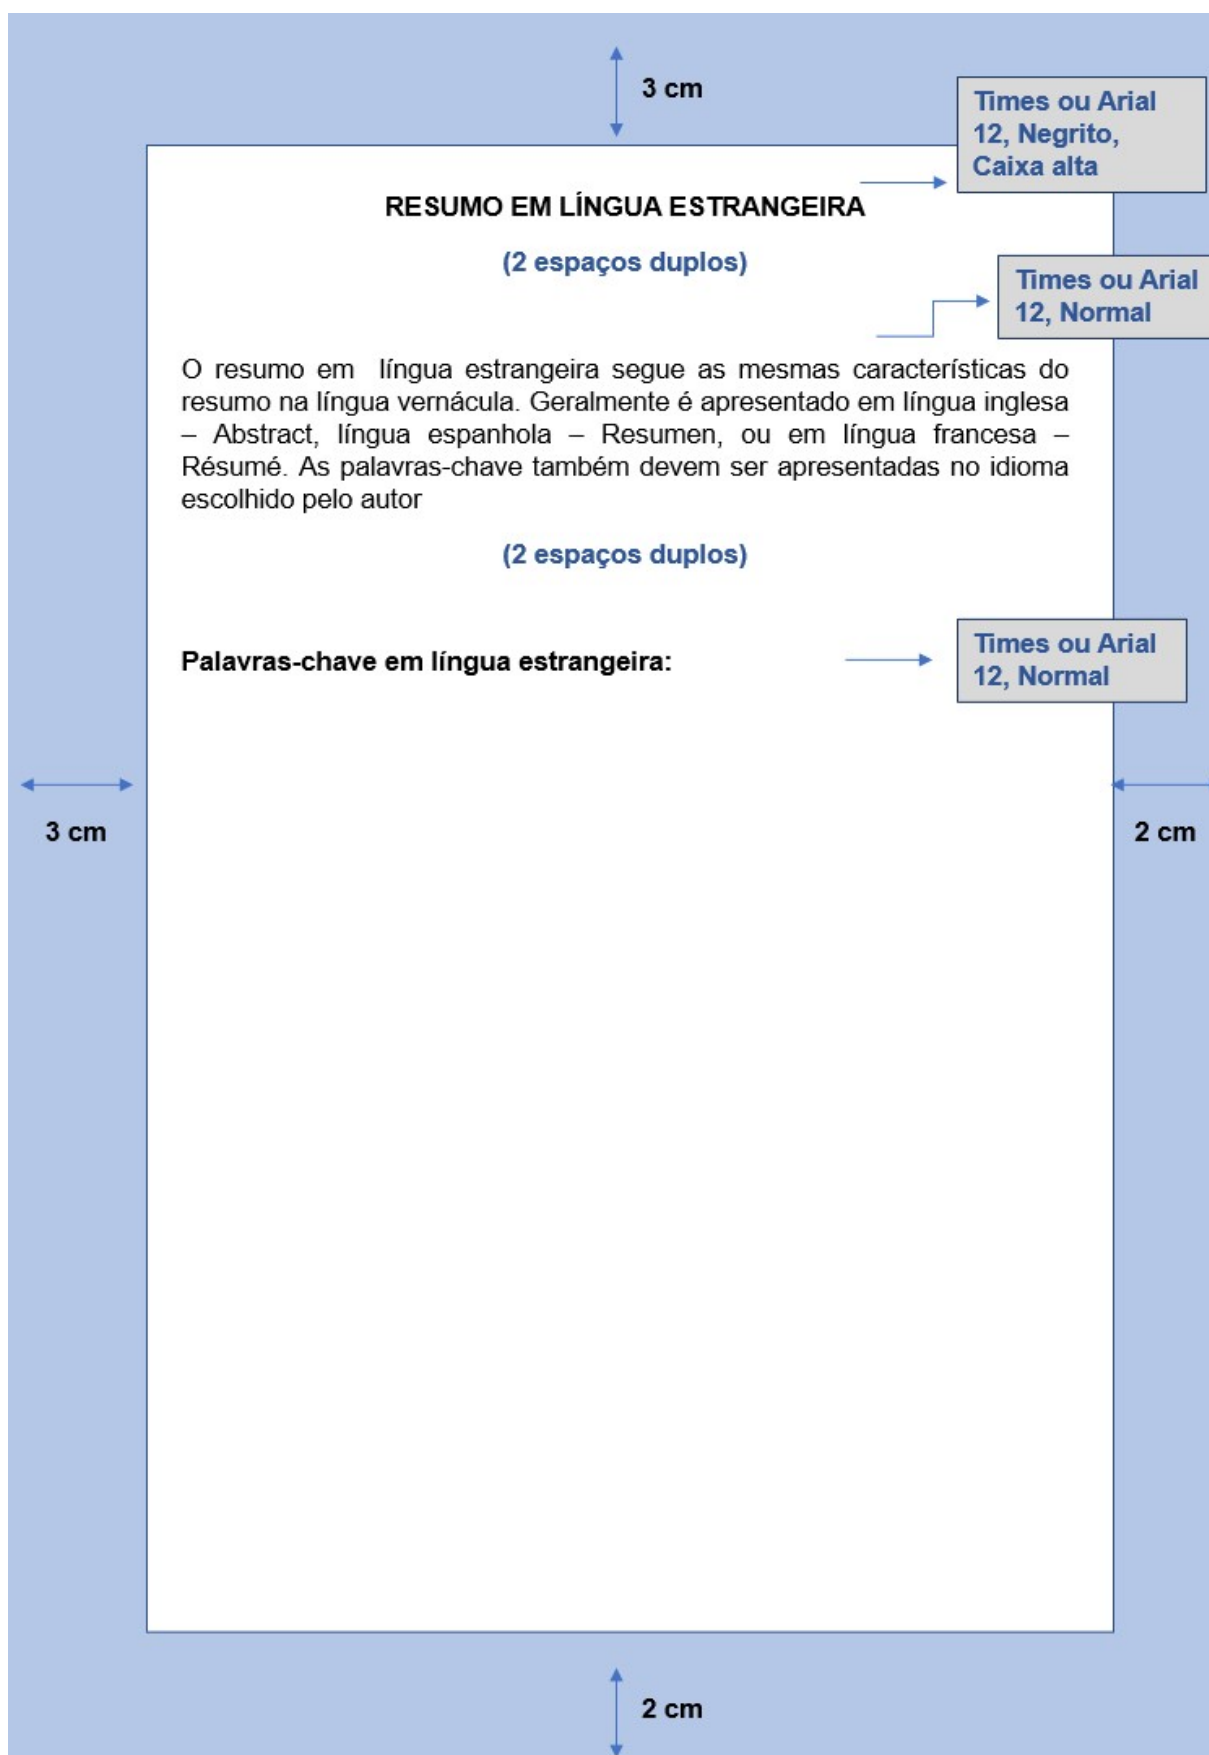 3 cm
Times ou Arial
12, Negrito,
Caixa alta
RESUMO EM LÍNGUA ESTRANGEIRA
(2 espaços duplos)
Times ou Arial
12, Normal
O resumo em língua estrangeira segue as mesmas características do
resumo na língua vernácula. Geralmente é apresentado em língua inglesa
– Abstract, língua espanhola – Resumen, ou em língua francesa –
Résumé. As palavras-chave também devem ser apresentadas no idioma
escolhido pelo autor
(2 espaços duplos)
Palavras-chave em língua estrangeira:
Times ou Arial
12, Normal
3 cm
2 cm
2 cm